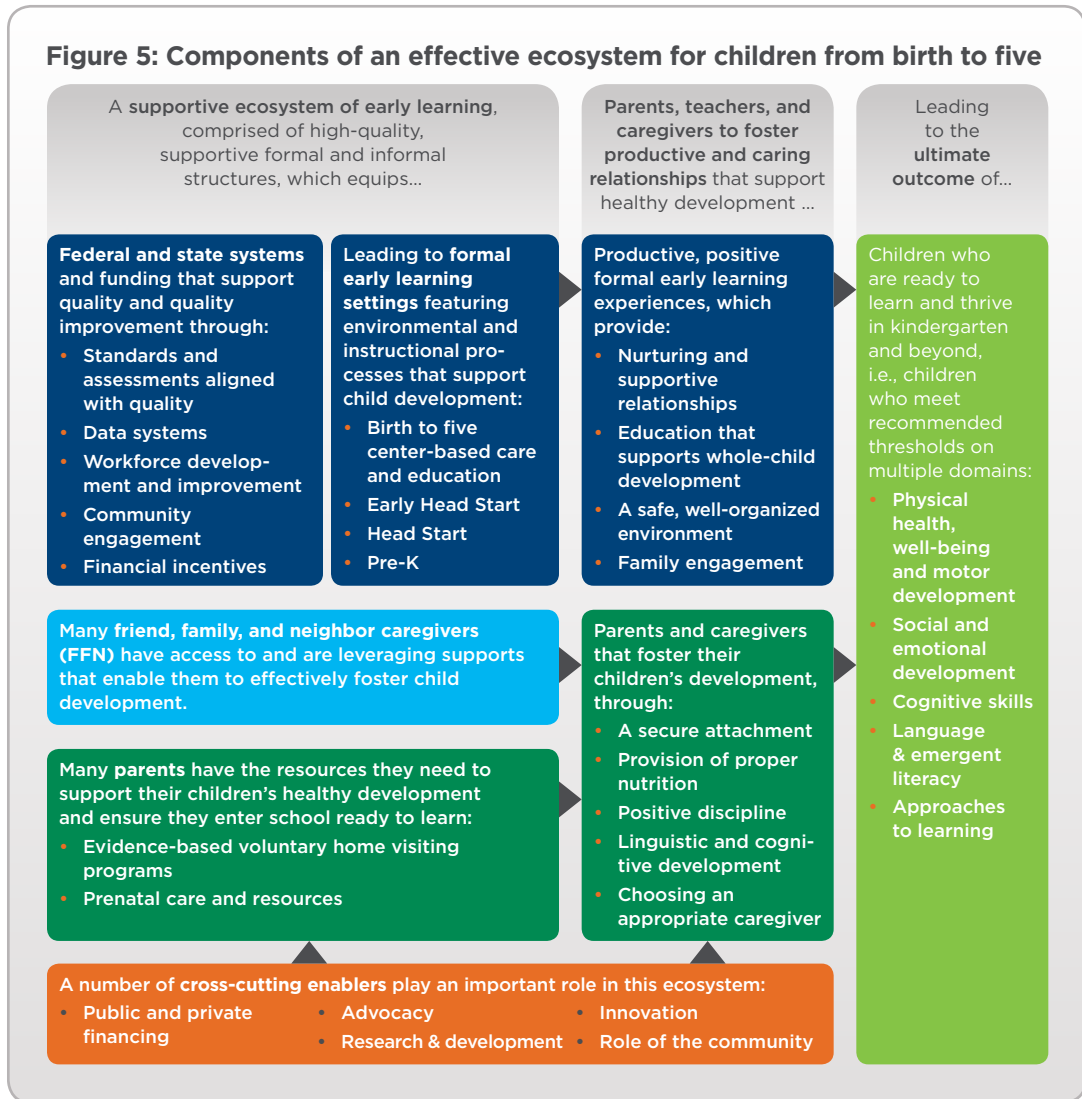 Figure 5: Components of an effective ecosystem for children from birth to five
A supportive ecosystem of early learning,
comprised of high-quality,
supportive formal and informal
structures, which equips...
Parents, teachers, and
caregivers to foster
productive and caring
relationships that support
healthy development ...
Leading
to the
ultimate
outcome of...
Federal and state systems
and funding that support
quality and quality
improvement through:
• Standards and
assessments aligned
with quality
• Data systems
• Workforce develop-
ment and improvement
• Community
engagement
• Financial incentives
Leading to formal
early learning
settings featuring
environmental and
instructional pro-
cesses that support
child development:
• Birth to five
center-based care
and education
• Early Head Start
• Head Start
• Pre-K
Productive, positive
formal early learning
experiences, which
provide:
• Nurturing and
supportive
relationships
• Education that
supports whole-child
development
• A safe, well-organized
environment
• Family engagement
Children who
are ready to
learn and thrive
in kindergarten
and beyond,
i.e., children
who meet
recommended
thresholds on
multiple domains:
• Physical
health,
well-being
and motor
development
• Social and
emotional
development
• Cognitive skills
• Language
& emergent
literacy
• Approaches
to learning
Many friend, family, and neighbor caregivers
(FFN) have access to and are leveraging supports
that enable them to effectively foster child
development.
Parents and caregivers
that foster their
children's development,
through:
• A secure attachment
• Provision of proper
nutrition
• Positive discipline
• Linguistic and cogni-
tive development
• Choosing an
appropriate caregiver
Many parents have the resources they need to
support their children's healthy development
and ensure they enter school ready to learn:
• Evidence-based voluntary home visiting
programs
• Prenatal care and resources
A number of cross-cutting enablers play an important role in this ecosystem:
• Public and private
financing
• Advocacy
• Research & development
• Innovation
• Role of the community